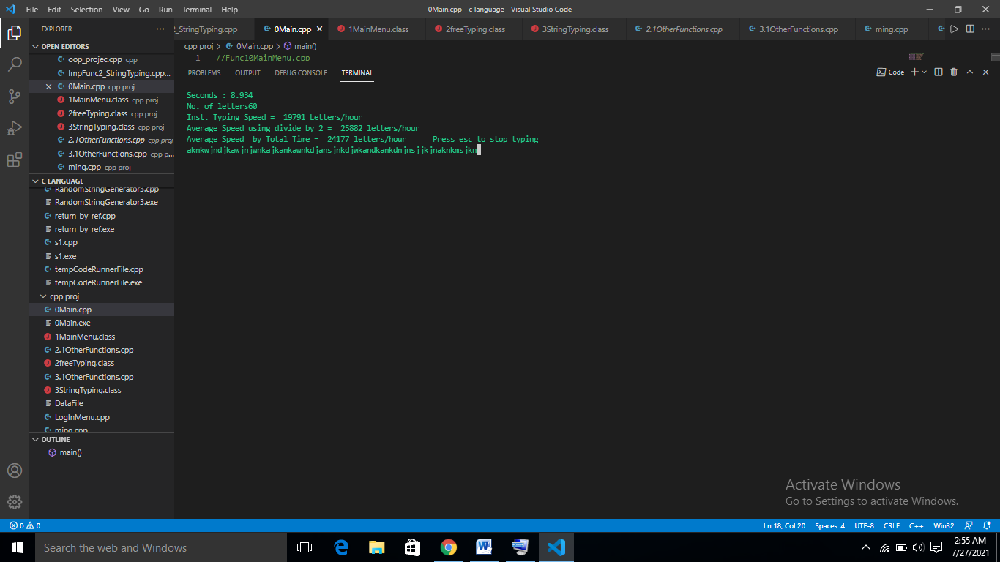 File Edit Selection View Go Run Terminal Help
0Main.cpp - c language - Visual Studio Code
EXPLORER
OPEN EDITORS
oop_projec.cpp cpp
ImpFunc2_StringTyping.cpp...
0Main.cpp cpp proj
1MainMenu.class cpp proj
2freeTyping.class cpp proj
3StringTyping.class cpp proj
2.1OtherFunctions.cpp cpp proj
3.1OtherFunctions.cpp cpp proj
ming.cpp cpp proj
C LANGUAGE
RandomStringGenerator3.cpp
RandomStringGenerator3.exe
return_by_ref.cpp
return_by_ref.exe
s1.cpp
s1.exe
tempCodeRunnerFile.cpp
tempCodeRunnerFile.exe
cpp proj
0Main.cpp
0Main.exe
1MainMenu.class
2.1OtherFunctions.cpp
2freeTyping.class
3.1OtherFunctions.cpp
3StringTyping.class
DataFile
LogInMenu.cpp
ming.cpp
OUTLINE
main()
2_StringTyping.cpp 0Main.cpp 1MainMenu.class 2freeTyping.class 3StringTyping.class 2.1OtherFunctions.cpp 3.1OtherFunctions.cpp ming.cpp
cpp proj > 0Main.cpp > main()
1 //Func10MainMenu.cpp
PROBLEMS OUTPUT DEBUG CONSOLE TERMINAL
Code
Seconds : 8.934
No. of letters60
Inst. Typing Speed = 19791 Letters/hour
Average Speed using divide by 2 = 25882 letters/hour
Average Speed by Total Time = 24177 letters/hour Press esc to stop typing
aknkwjndjkawjnjwnkajkankawnkdjansjnkdjwkandkankdnjnsjjkjnaknkmsjkn
Activate Windows
Go to Settings to activate Windows.
0 0
Ln 18, Col 20 Spaces: 4 UTF-8 CRLF C++ Win32
Search the web and Windows
2:55 AM
7/27/2021